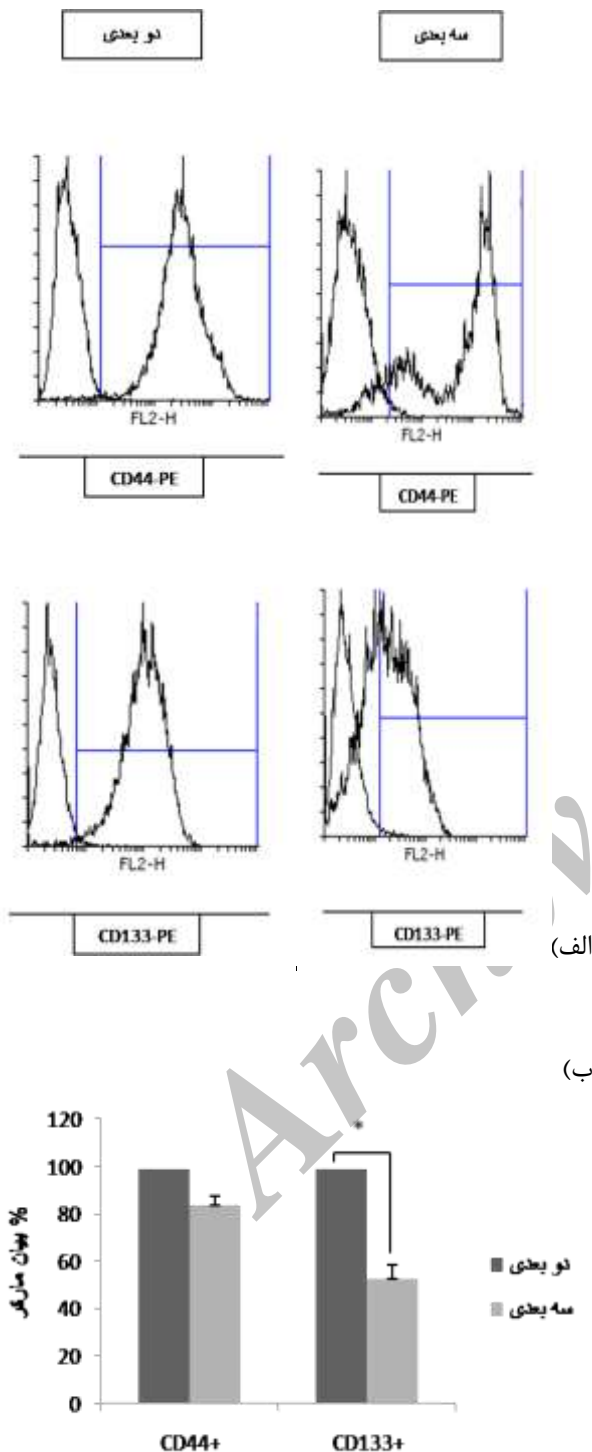 دو بعدی
سه بعدی
FL2-H
FL2-H
CD44-PE
CD44-PE
FL2-H
FL2-H
CD133-PE
CD133-PE
الف)
ب)
Archiv
120
100
80
60
40
20
0
% بیان مارکر
*
CD44+
CD133+
دو بعدی
سه بعدی